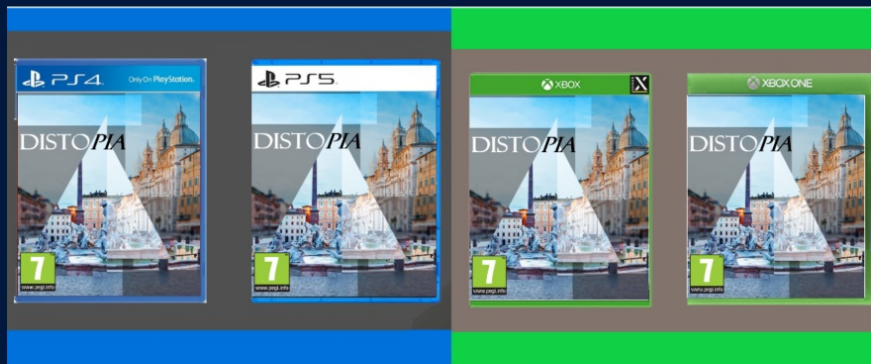 PS4 Only On PlayStation.
DISTOPIA
7
www.pegi.info
PS5
DISTOPIA
7
www.pegi.info
XBOX X
DISTOPIA
7
www.pegi.info
XBOX ONE
DISTOPIA
7
www.pegi.info